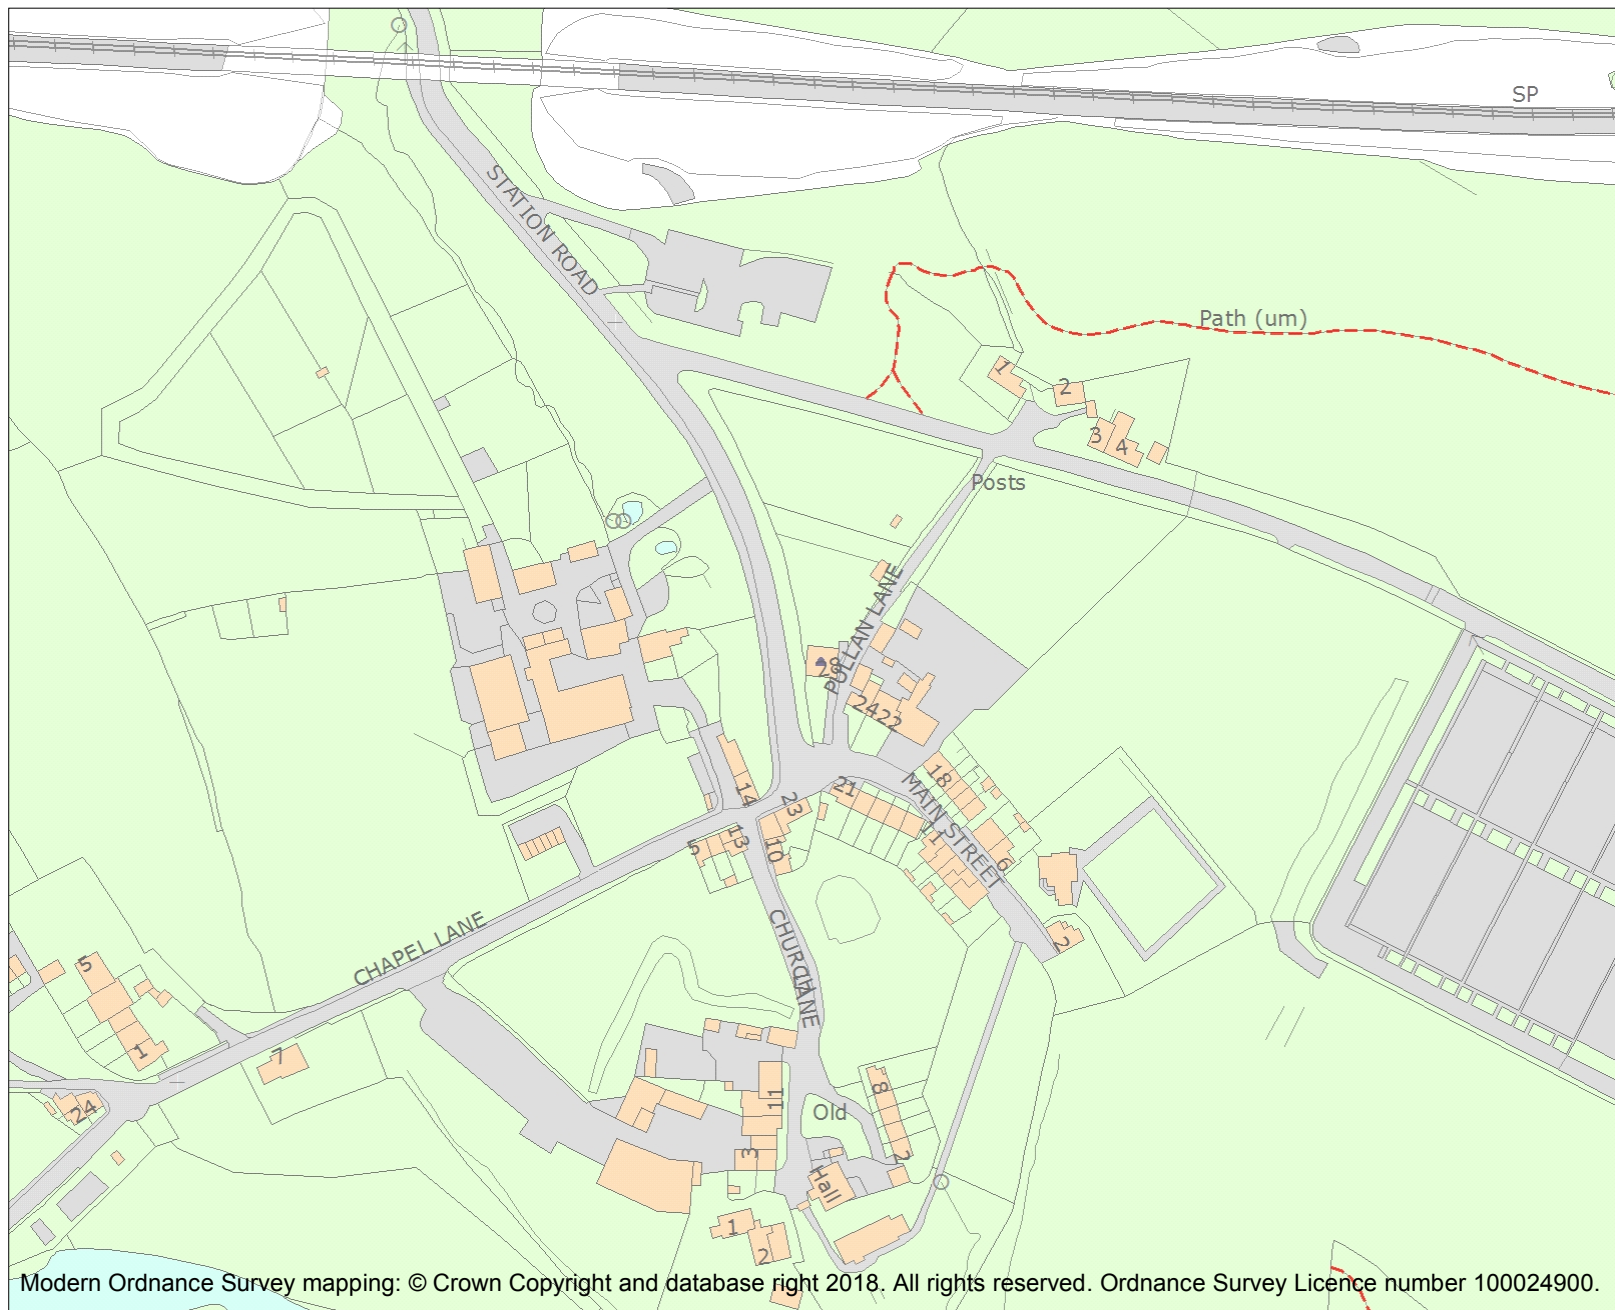 SP
STATION ROAD
Path (um)
1
2
3
4
Posts
PULLAN LANE
28
2422
18
MAIN STREET
14
23
21
11
6
5
13
10
2
CHAPEL LANE
CHURCH LANE
5
1
7
24
11
8
Old
3
2
Hall
1
2
Modern Ordnance Survey mapping: © Crown Copyright and database right 2018. All rights reserved. Ordnance Survey Licence number 100024900.